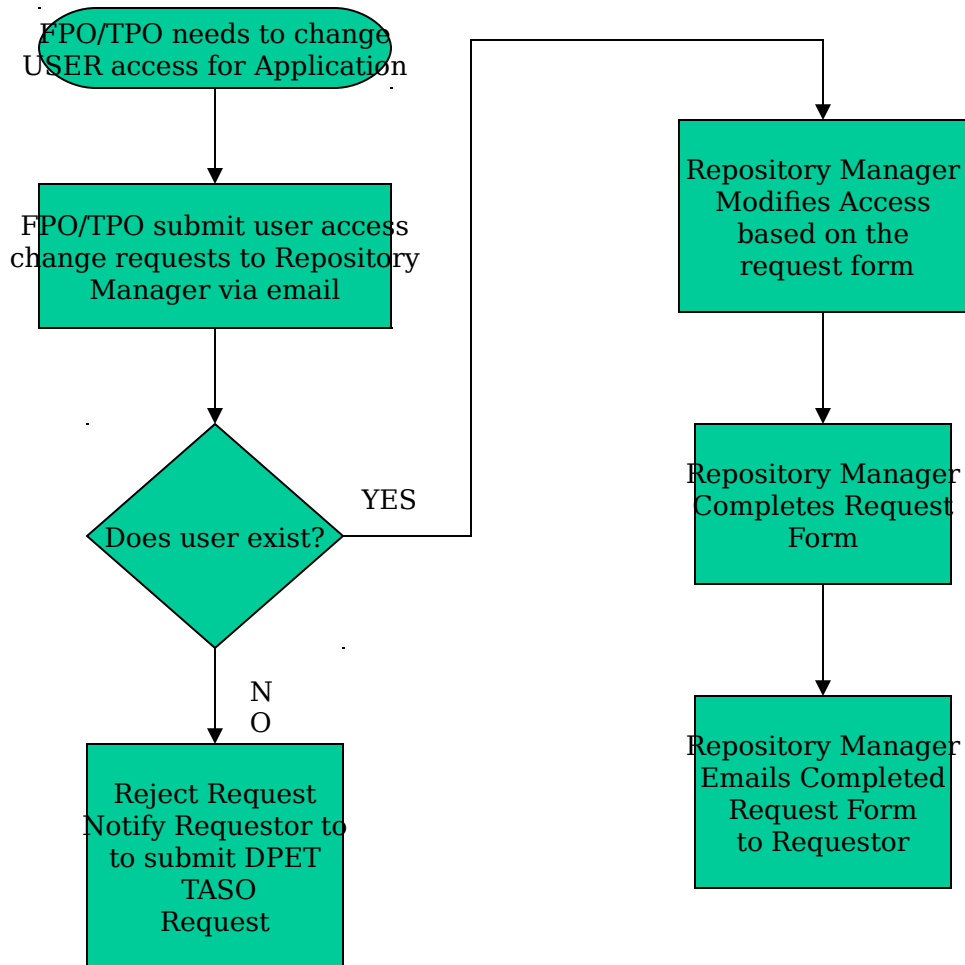 FPO/TPO needs to change
USER access for Application
FPO/TPO submit user access
change requests to Repository
Manager via email
Does user exist?
YES
N
O
Reject Request
Notify Requestor to
to submit DPET
TASO
Request
Repository Manager
Modifies Access
based on the
request form
Repository Manager
Completes Request
Form
Repository Manager
Emails Completed
Request Form
to Requestor